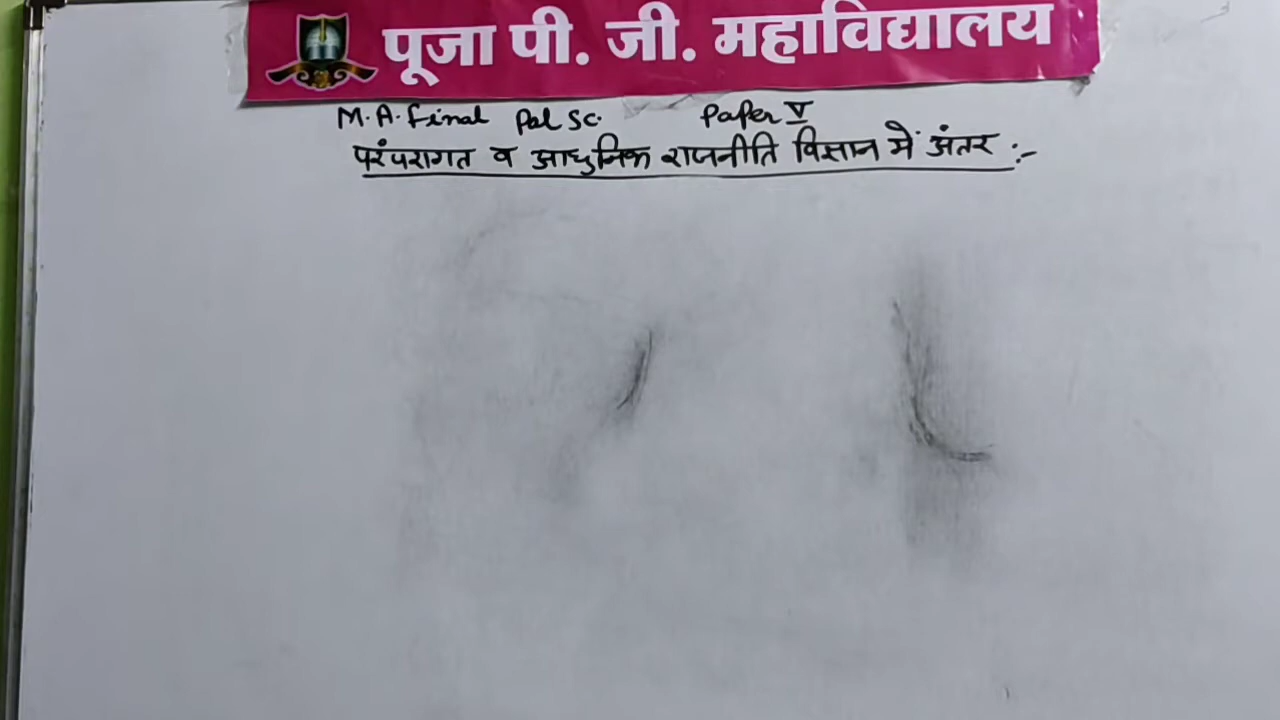 पूजा पी. जी. महाविद्यालय
M.A. Final Pol Sc. Paper V
परंपरागत व आधुनिक राजनीति विज्ञान में अंतर :-